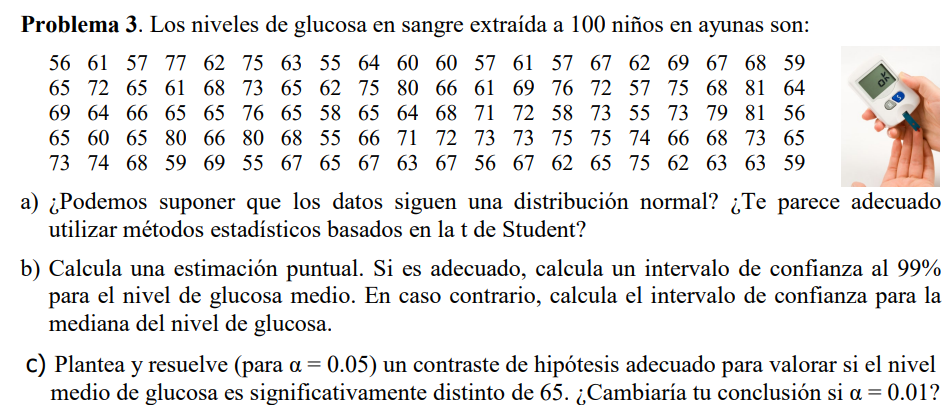 Problema 3. Los niveles de glucosa en sangre extraída a 100 niños en ayunas son:
56 61 57 77 62 75 63 55 64 60 60 57 61 57 67 62 69 67 68 59
65 72 65 61 68 73 65 62 75 80 66 61 69 76 72 57 75 68 81 64
69 64 66 65 65 76 65 58 65 64 68 71 72 58 73 55 73 79 81 56
65 60 65 80 66 80 68 55 66 71 72 73 73 75 75 74 66 68 73 65
73 74 68 59 69 55 67 65 67 63 67 56 67 62 65 75 62 63 63 59
a) ¿Podemos suponer que los datos siguen una distribución normal? ¿Te parece adecuado
utilizar métodos estadísticos basados en la t de Student?
b) Calcula una estimación puntual. Si es adecuado, calcula un intervalo de confianza al 99%
para el nivel de glucosa medio. En caso contrario, calcula el intervalo de confianza para la
mediana del nivel de glucosa.
c) Plantea y resuelve (para α = 0.05) un contraste de hipótesis adecuado para valorar si el nivel
medio de glucosa es significativamente distinto de 65. ¿Cambiaría tu conclusión si α = 0.01?